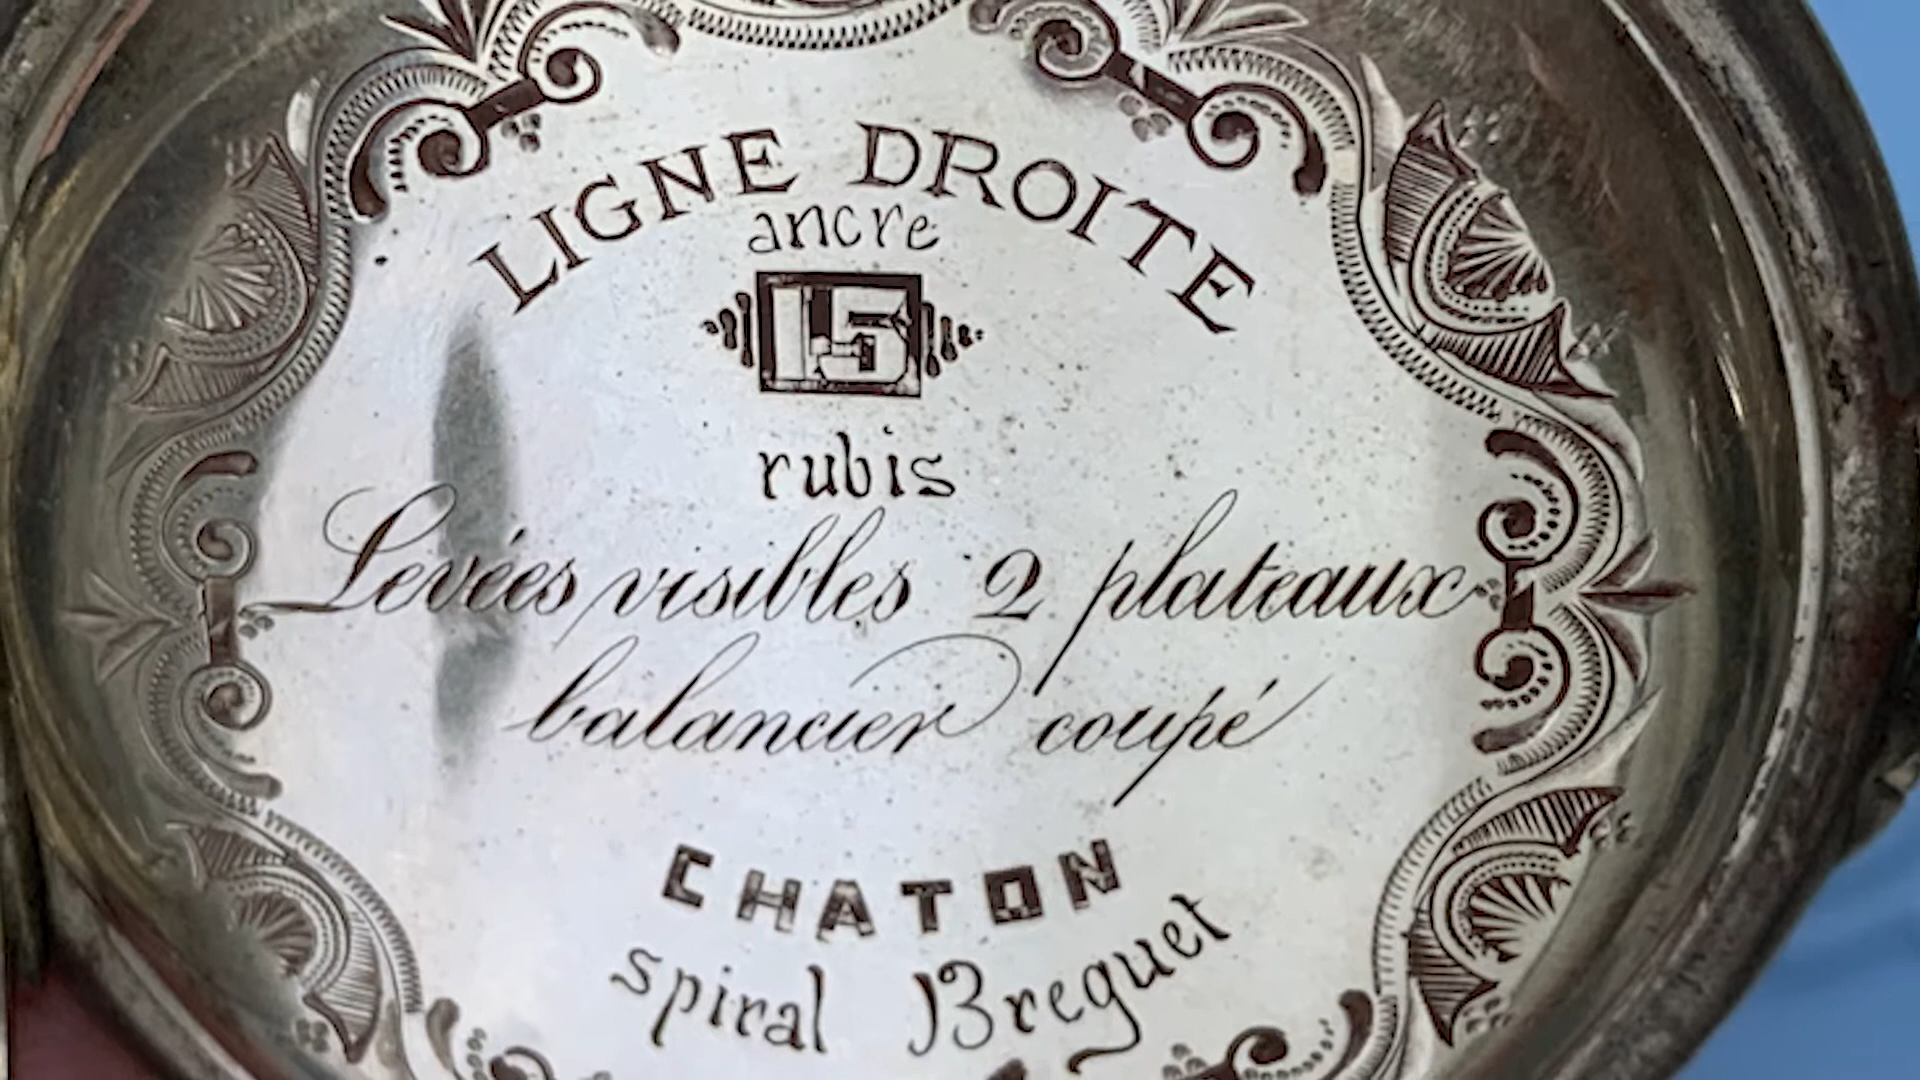 LIGNE DROITE
ancre
15
rubis
Levées visibles 2 plateaux
balancier coupé
CHATON
spiral Breguet